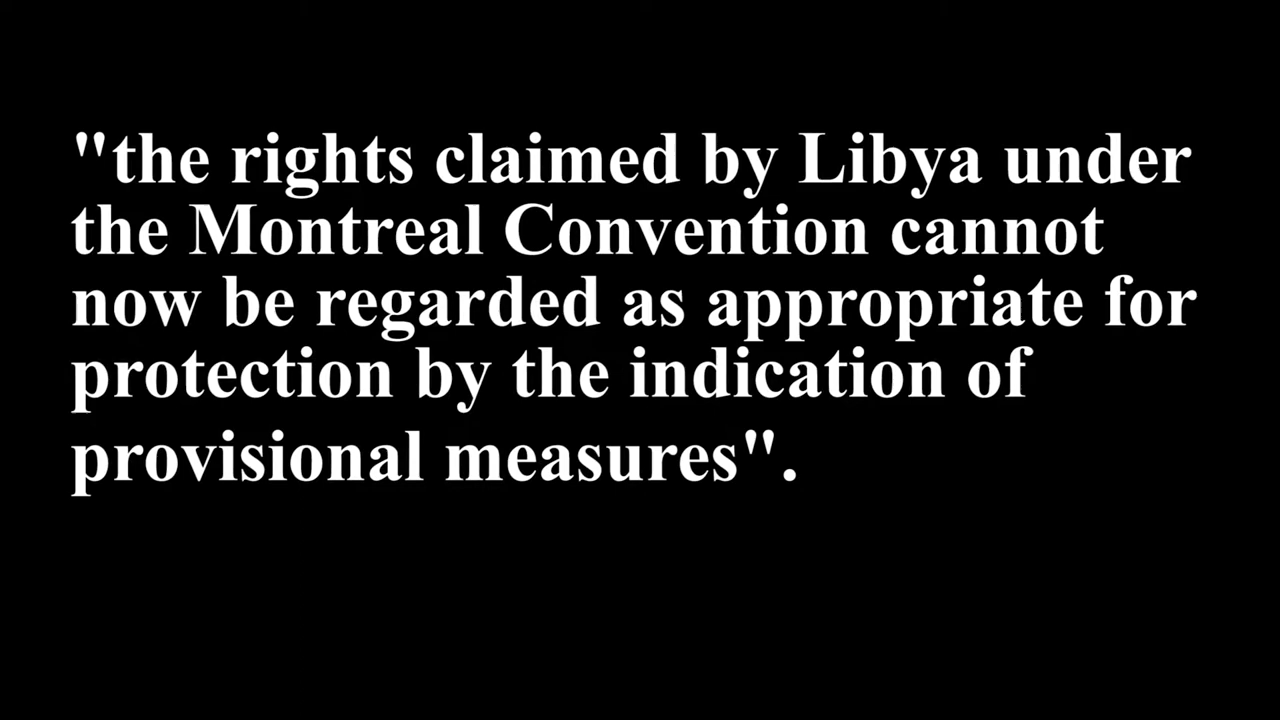 "the rights claimed by Libya under
the Montreal Convention cannot
now be regarded as appropriate for
protection by the indication of
provisional measures".